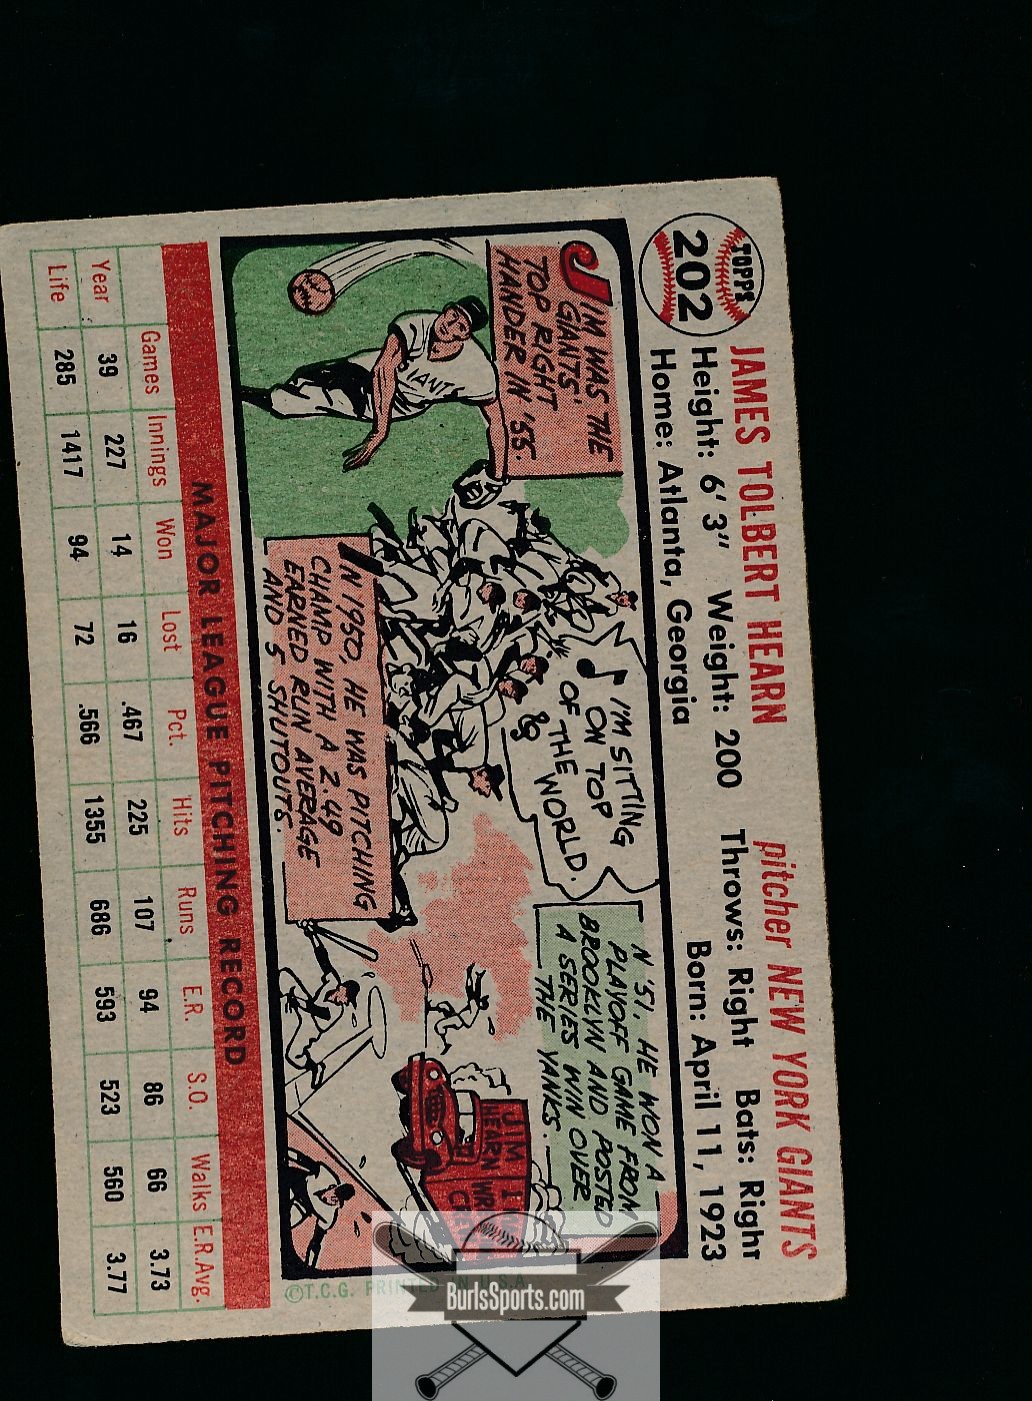 TOPPS
202
JAMES TOLBERT HEARN
pitcher NEW YORK GIANTS
Height: 6' 3" Weight: 200 Throws: Right Bats: Right
Home: Atlanta, Georgia Born: April 11, 1923
JIM WAS THE
GIANTS'
TOP RIGHT
HANDER IN '55.
♪ I'M SITTING
ON TOP
OF THE WORLD.
IN 1950, HE WAS PITCHING
CHAMP WITH A 2.49
EARNED RUN AVERAGE
AND 5 SHUTOUTS.
N '51, HE WON A
PLAYOFF GAME FROM
BROOKLYN AND POSTED
A SERIES WIN OVER
THE YANKS.
JIM
HEARN
MAJOR LEAGUE PITCHING RECORD
Games Innings Won Lost Pct. Hits Runs E.R. S.O. Walks E.R.Avg.
Year 39 227 14 16 .467 225 107 94 86 66 3.73
Life 285 1417 94 72 .566 1355 686 593 523 560 3.77
©T.C.G. PRINTED IN U.S.A.
BurlsSports.com